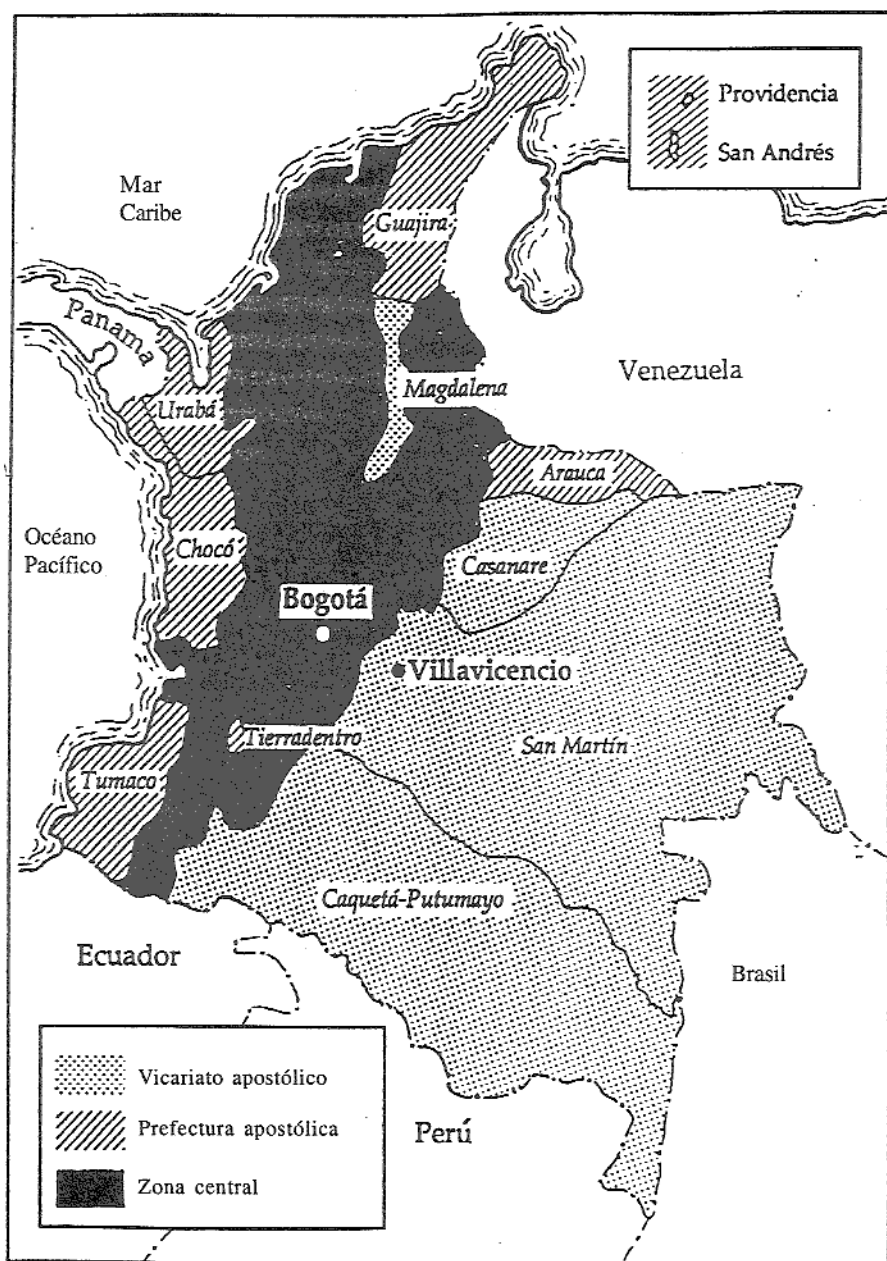 Providencia
San Andrés
Mar
Caribe
Guajira
Panama
Venezuela
Magdalena
Urabá
Arauca
Océano
Pacífico
Chocó
Casanare
Bogotá
Villavicencio
Tierradentro
San Martín
Tumaco
Caquetá-Putumayo
Ecuador
Brasil
Vicariato apostólico
Prefectura apostólica
Perú
Zona central